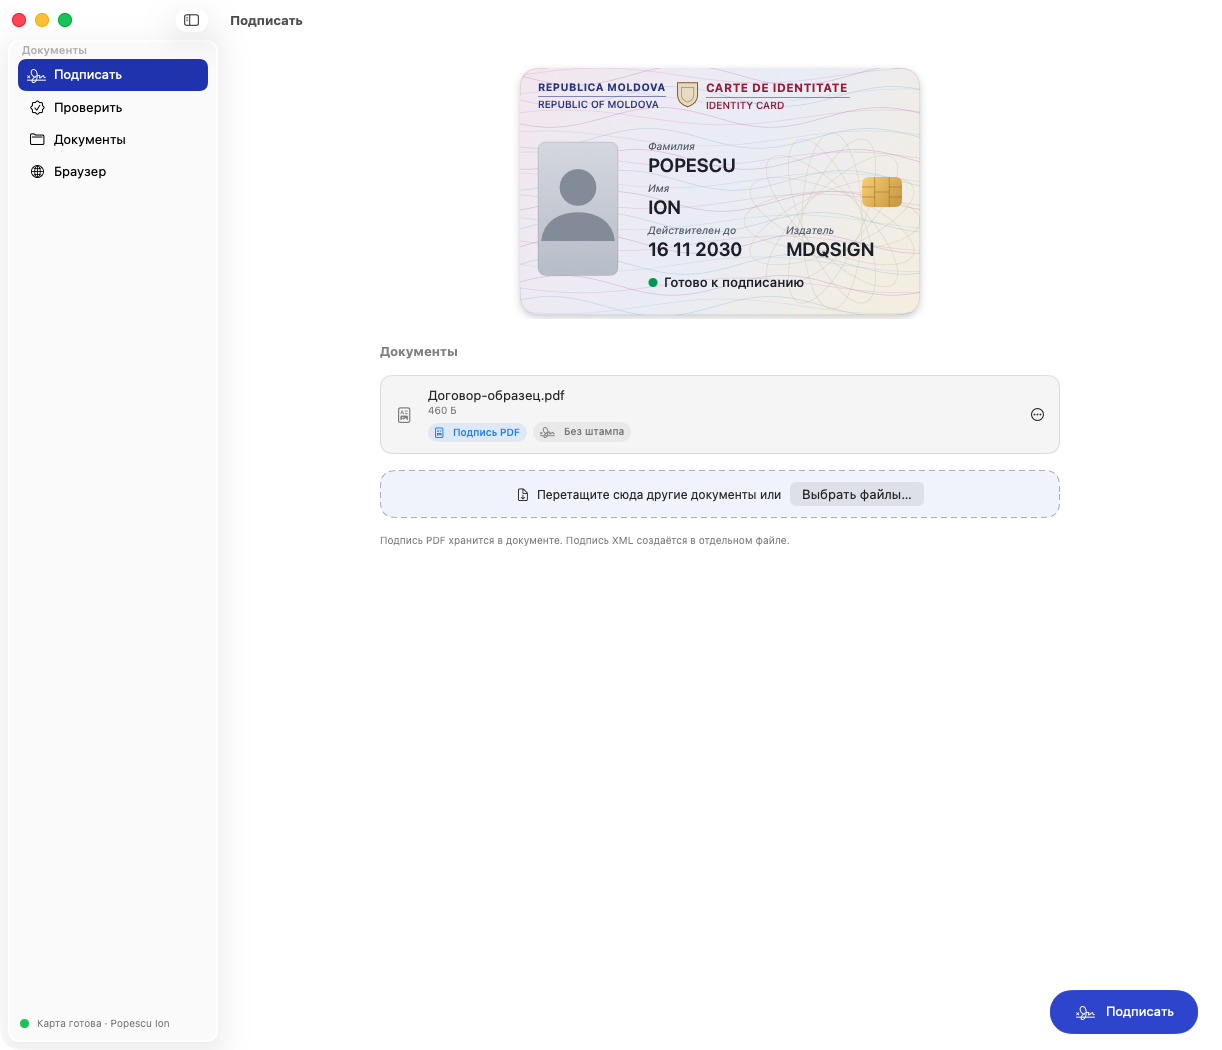 Подписать
Документы
Подписать
Проверить
Документы
Браузер
REPUBLICA MOLDOVA
REPUBLIC OF MOLDOVA
CARTE DE IDENTITATE
IDENTITY CARD
Фамилия
POPESCU
Имя
ION
Действителен до
16 11 2030
Издатель
MDQSIGN
Готово к подписанию
Документы
Договор-образец.pdf
460 Б
Подпись PDF
Без штампа
Перетащите сюда другие документы или
Выбрать файлы...
Подпись PDF хранится в документе. Подпись XML создаётся в отдельном файле.
Карта готова · Popescu Ion
Подписать